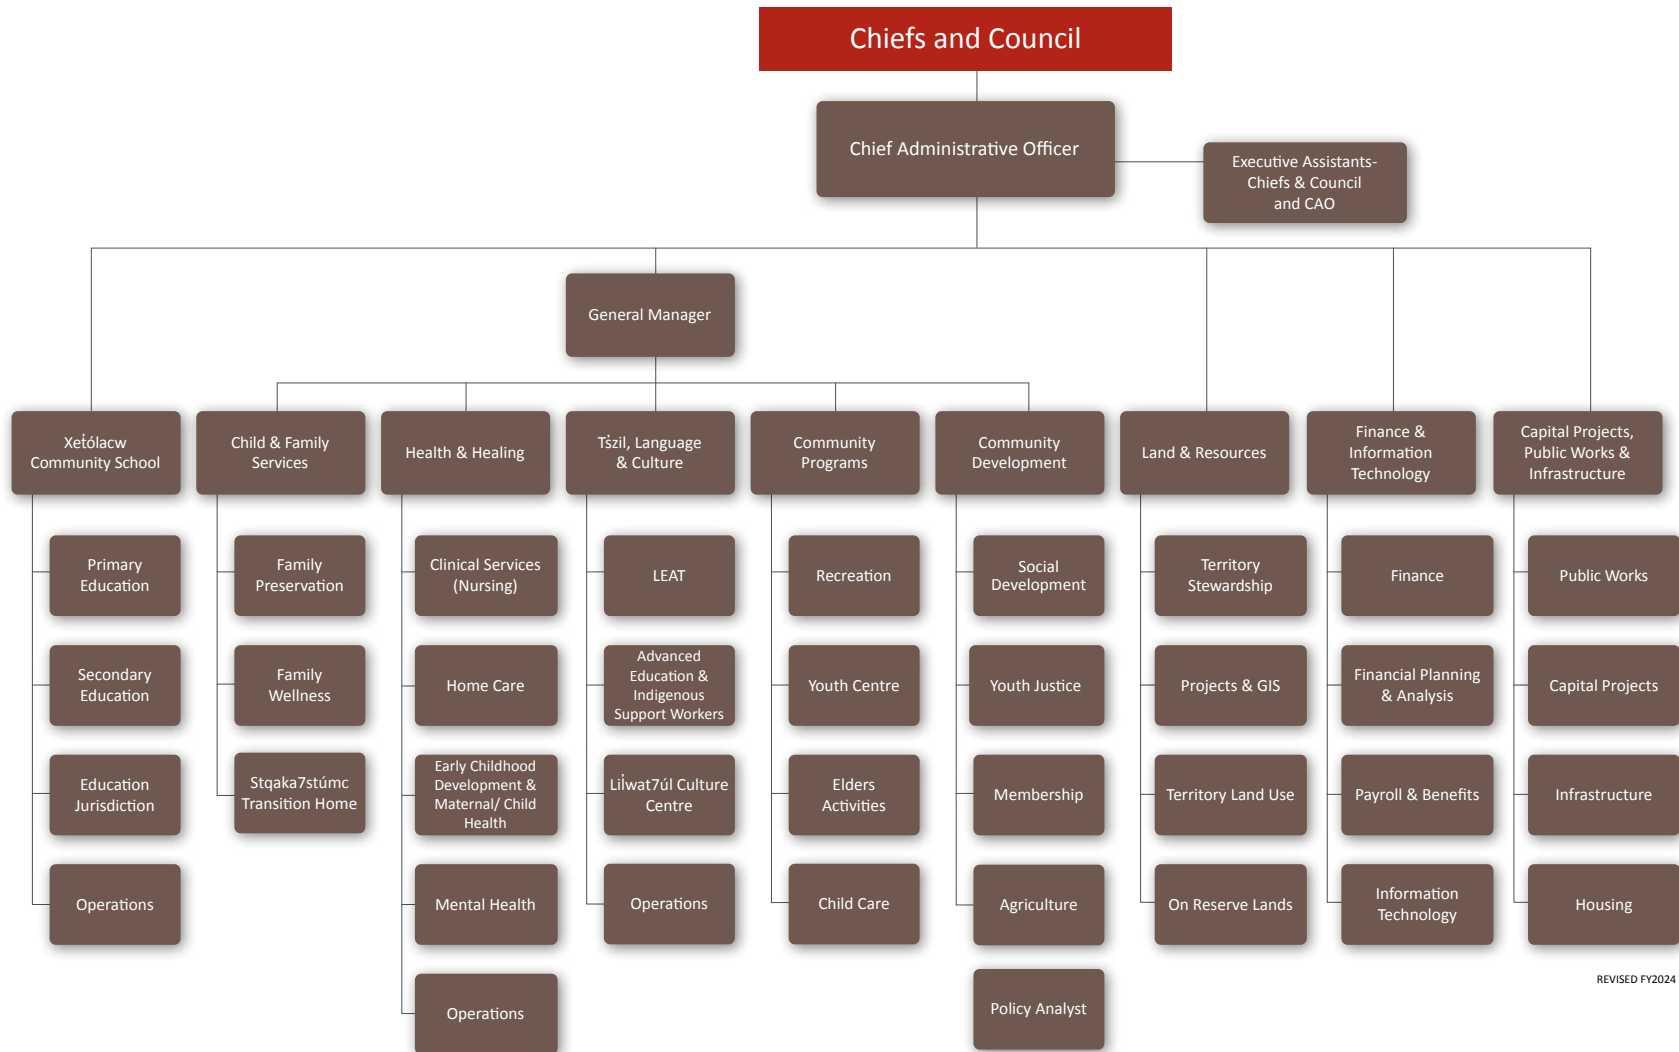 Chiefs and Council
Chief Administrative Officer
Executive Assistants-
Chiefs & Council
and CAO
General Manager
Xet̓ólacw
Community School
Child & Family
Services
Health & Healing
Ts̓zil, Language
& Culture
Community
Programs
Community
Development
Land & Resources
Finance &
Information
Technology
Capital Projects,
Public Works &
Infrastructure
Primary
Education
Secondary
Education
Education
Jurisdiction
Operations
Family
Preservation
Family
Wellness
Stqaka7stúmc
Transition Home
Clinical Services
(Nursing)
Home Care
Early Childhood
Development &
Maternal/ Child
Health
Mental Health
Operations
LEAT
Advanced
Education &
Indigenous
Support Workers
Lil̓wat7úl Culture
Centre
Operations
Recreation
Youth Centre
Elders
Activities
Child Care
Social
Development
Youth Justice
Membership
Agriculture
Policy Analyst
Territory
Stewardship
Projects & GIS
Territory Land Use
On Reserve Lands
Finance
Financial Planning
& Analysis
Payroll & Benefits
Information
Technology
Public Works
Capital Projects
Infrastructure
Housing
REVISED FY2024